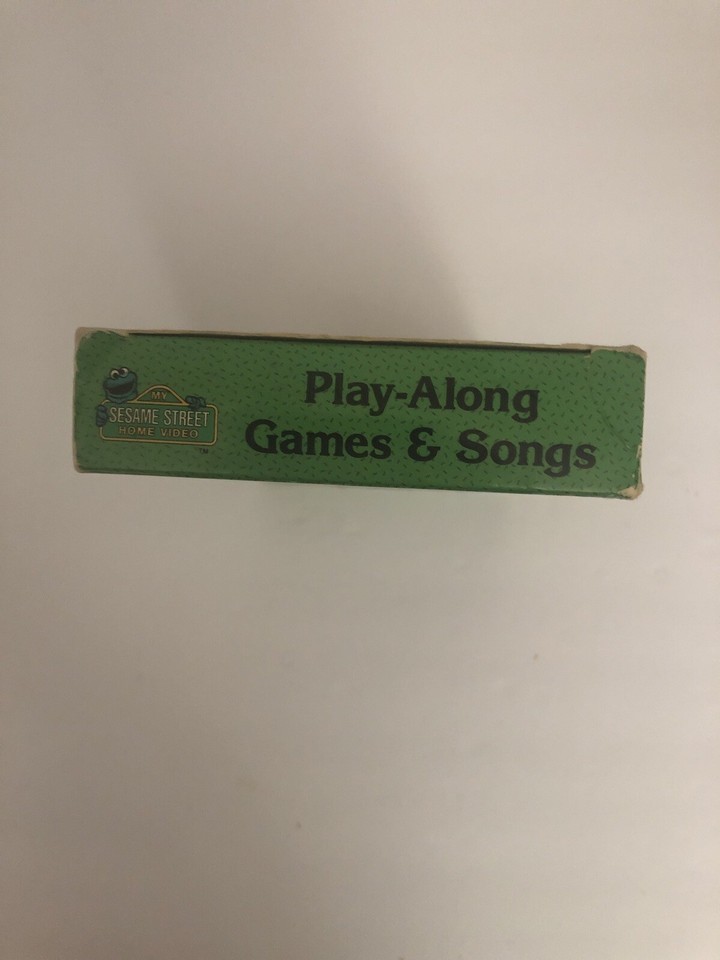 MY
SESAME STREET
HOME VIDEO
TM
Play-Along
Games & Songs